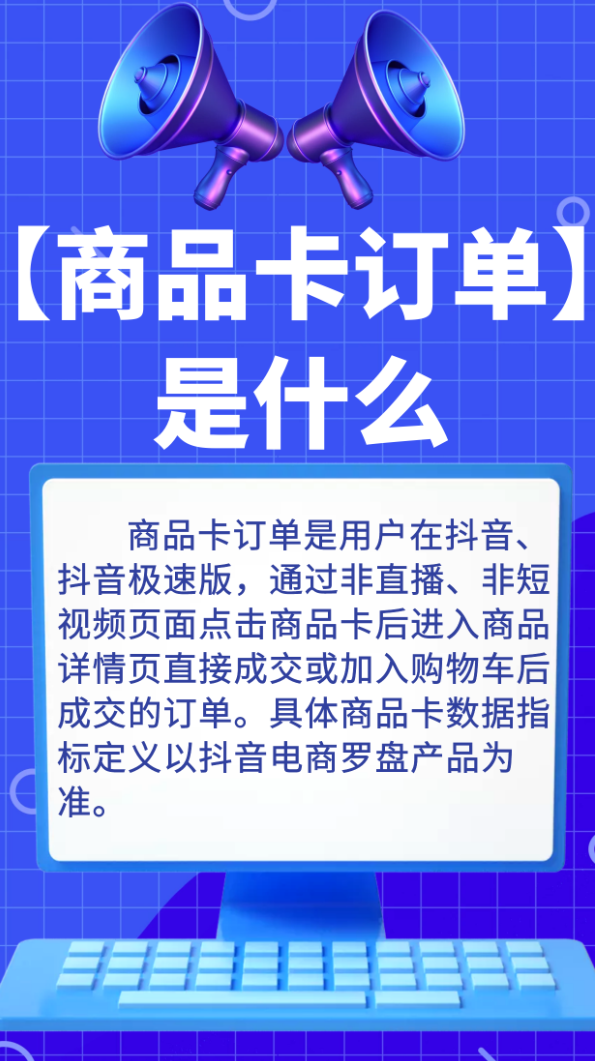 【商品卡订单】
是什么
商品卡订单是用户在抖音、
抖音极速版，通过非直播、非短
视频页面点击商品卡后进入商品
详情页直接成交或加入购物车后
成交的订单。具体商品卡数据指
标定义以抖音电商罗盘产品为
准。